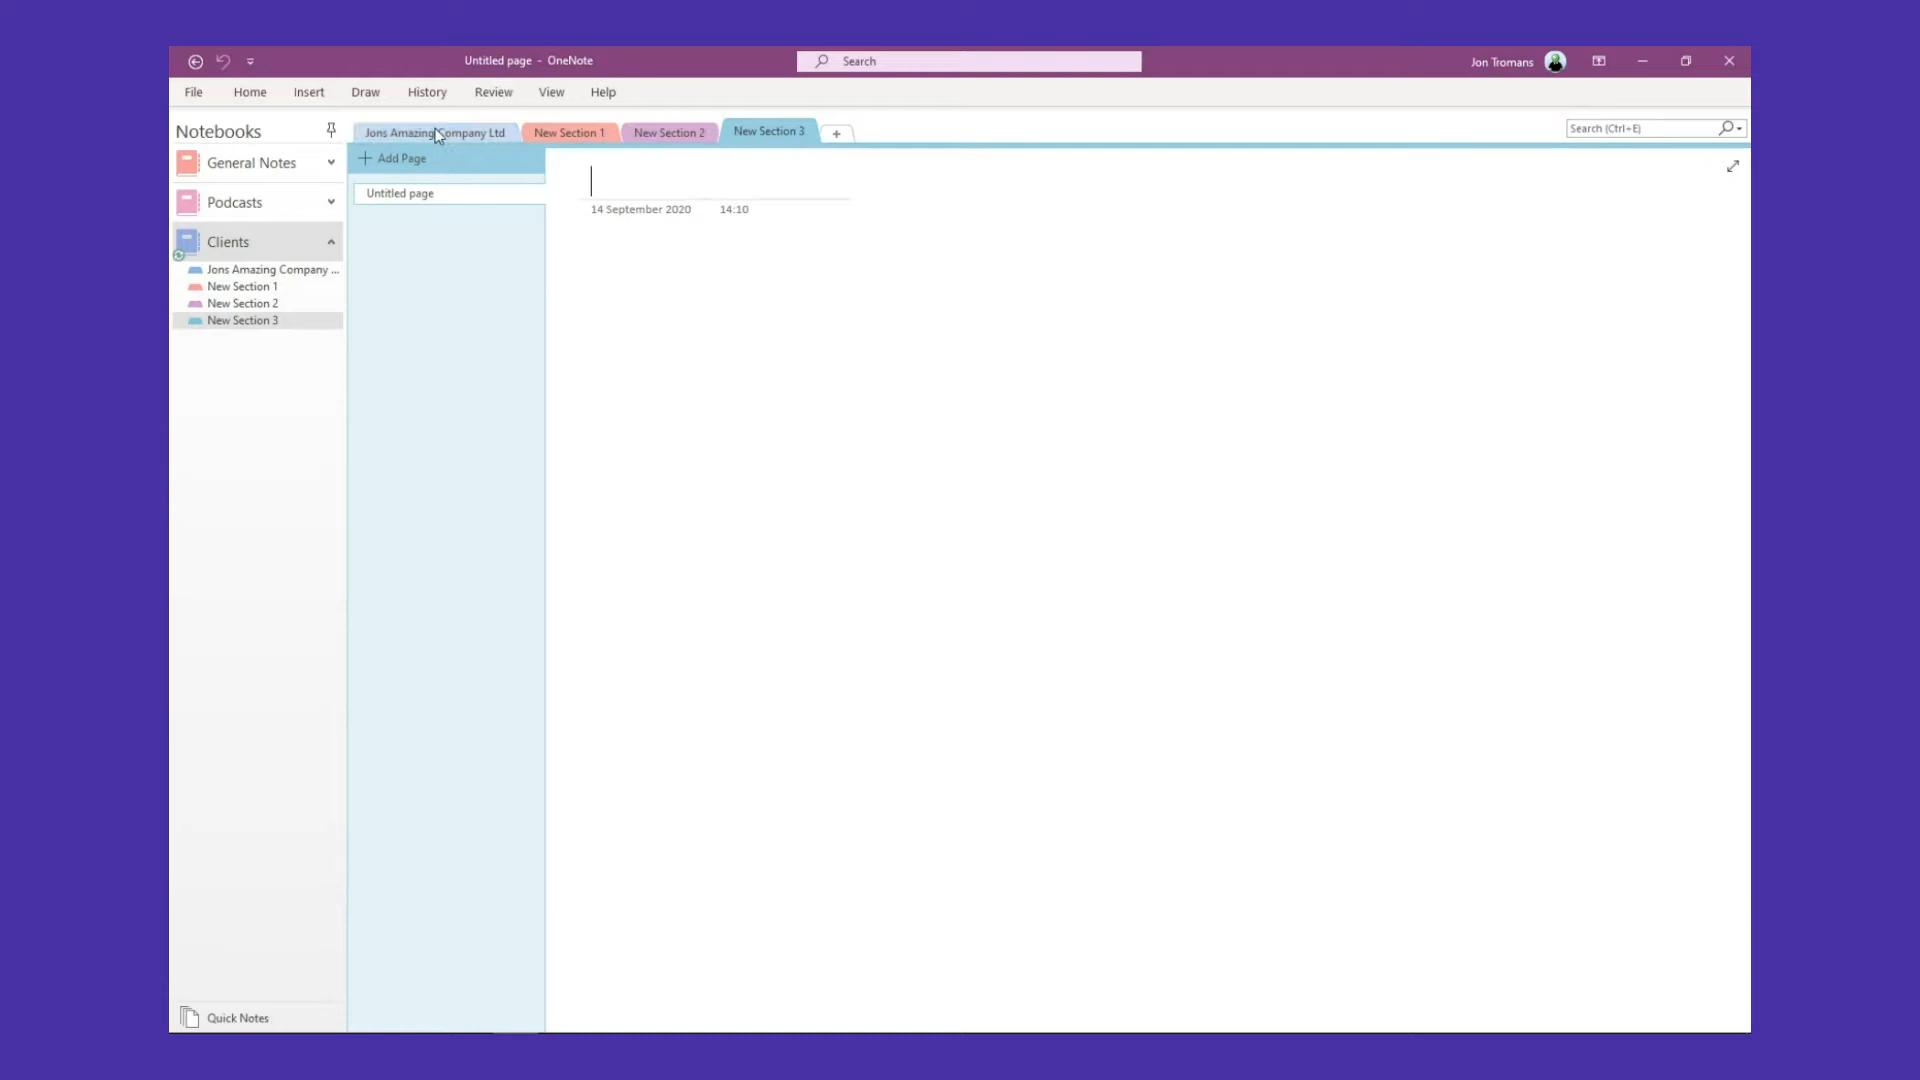 Untitled page - OneNote
Search
Jon Tromans
File Home Insert Draw History Review View Help
Notebooks
General Notes
Podcasts
Clients
Jons Amazing Company ...
New Section 1
New Section 2
New Section 3
Quick Notes
Jons Amazing Company Ltd New Section 1 New Section 2 New Section 3 +
Search (Ctrl+E)
Add Page
Untitled page
14 September 2020 14:10